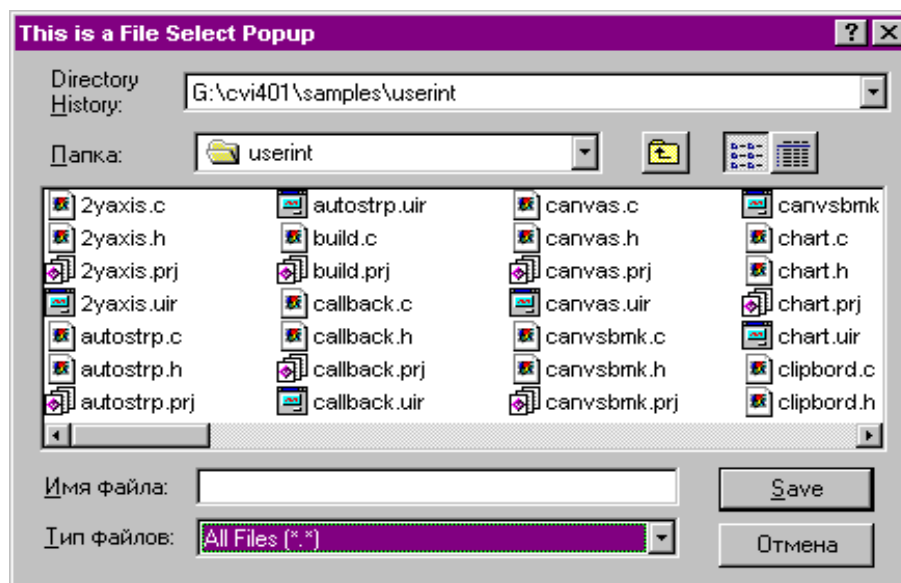 This is a File Select Popup
Directory History:
G:\cvi401\samples\userint
Папка:
userint
2yaxis.c
2yaxis.h
2yaxis.prj
2yaxis.uir
autostrp.c
autostrp.h
autostrp.prj
autostrp.uir
build.c
build.prj
callback.c
callback.h
callback.prj
callback.uir
canvas.c
canvas.h
canvas.prj
canvas.uir
canvsbmk.c
canvsbmk.h
canvsbmk.prj
canvsbmk
chart.c
chart.h
chart.prj
chart.uir
clipbord.c
clipbord.h
Имя файла:
Save
Тип файлов:
All Files (*.*)
Отмена